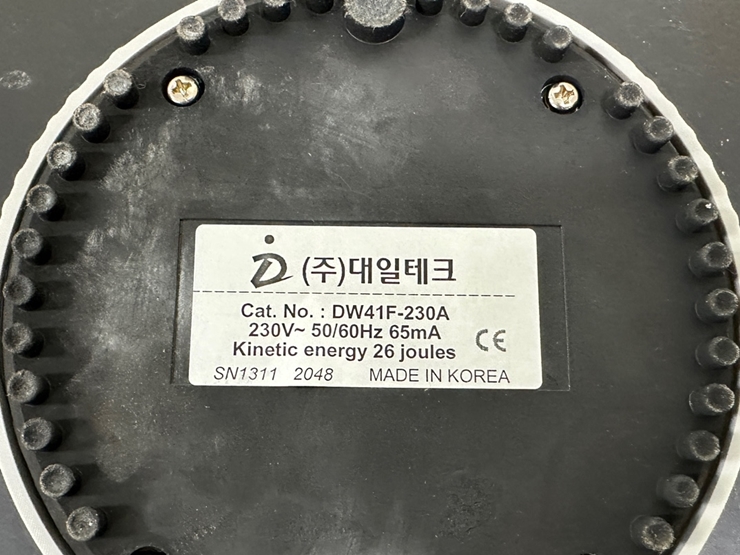 (주)대일테크
Cat. No. : DW41F-230A
230V~ 50/60Hz 65mA
Kinetic energy 26 joules
CE
SN1311 2048 MADE IN KOREA